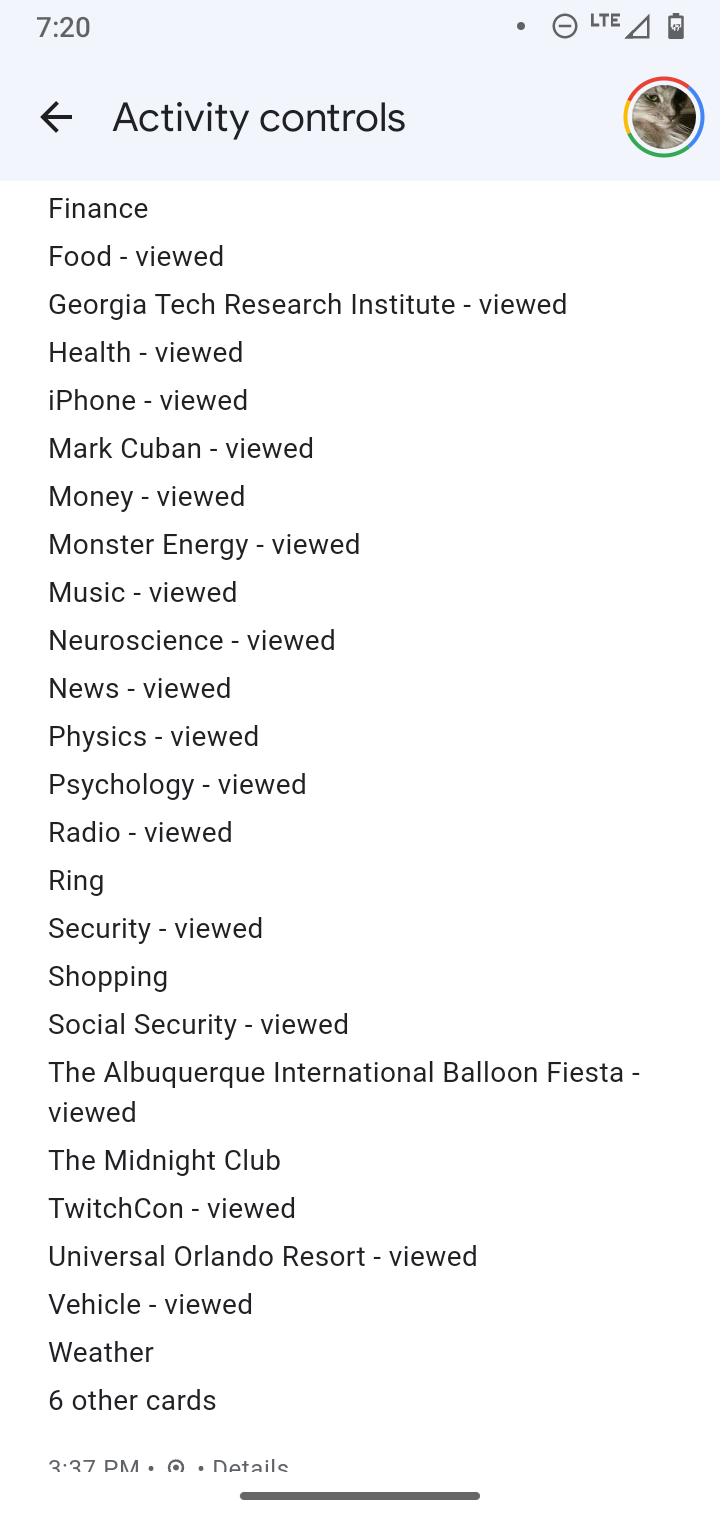 7:20
LTE
Activity controls
Finance
Food - viewed
Georgia Tech Research Institute - viewed
Health - viewed
iPhone - viewed
Mark Cuban - viewed
Money - viewed
Monster Energy - viewed
Music - viewed
Neuroscience - viewed
News - viewed
Physics - viewed
Psychology - viewed
Radio - viewed
Ring
Security - viewed
Shopping
Social Security - viewed
The Albuquerque International Balloon Fiesta -
viewed
The Midnight Club
TwitchCon - viewed
Universal Orlando Resort - viewed
Vehicle - viewed
Weather
6 other cards
3:37 PM • • Details